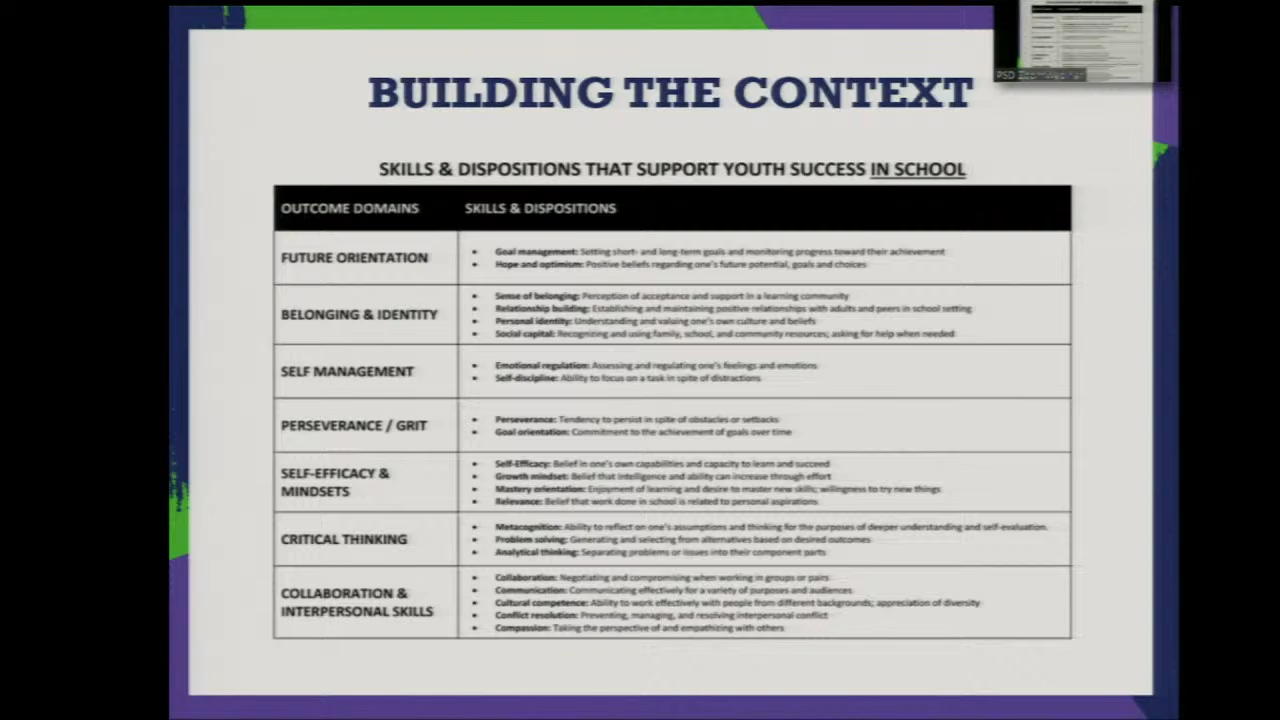 BUILDING THE CONTEXT
SKILLS & DISPOSITIONS THAT SUPPORT YOUTH SUCCESS IN SCHOOL
OUTCOME DOMAINS SKILLS & DISPOSITIONS
FUTURE ORIENTATION
• Goal management: Setting short- and long-term goals and monitoring progress toward their achievement
• Hope and optimism: Positive beliefs regarding one's future potential, goals and choices
BELONGING & IDENTITY
• Sense of belonging: Perception of acceptance and support in a learning community
• Relationship building: Establishing and maintaining positive relationships with adults and peers in school setting
• Personal identity: Understanding and valuing one's own culture and beliefs
• Social capital: Recognizing and using family, school, and community resources; asking for help when needed
SELF MANAGEMENT
• Emotional regulation: Assessing and regulating one's feelings and emotions
• Self-discipline: Ability to focus on a task in spite of distractions
PERSEVERANCE / GRIT
• Perseverance: Tendency to persist in spite of obstacles or setbacks
• Goal orientation: Commitment to the achievement of goals over time
SELF-EFFICACY &
MINDSETS
• Self-Efficacy: Belief in one's own capabilities and capacity to learn and succeed
• Growth mindset: Belief that intelligence and ability can increase through effort
• Mastery orientation: Enjoyment of learning and desire to master new skills; willingness to try new things
• Relevance: Belief that work done in school is related to personal aspirations
CRITICAL THINKING
• Metacognition: Ability to reflect on one's assumptions and thinking for the purposes of deeper understanding and self-evaluation.
• Problem solving: Generating and selecting from alternatives based on desired outcomes
• Analytical thinking: Separating problems or issues into their component parts
COLLABORATION &
INTERPERSONAL SKILLS
• Collaboration: Negotiating and compromising when working in groups or pairs
• Communication: Communicating effectively for a variety of purposes and audiences
• Cultural competence: Ability to work effectively with people from different backgrounds; appreciation of diversity
• Conflict resolution: Preventing, managing, and resolving interpersonal conflict
• Compassion: Taking the perspective of and empathizing with others
PSD